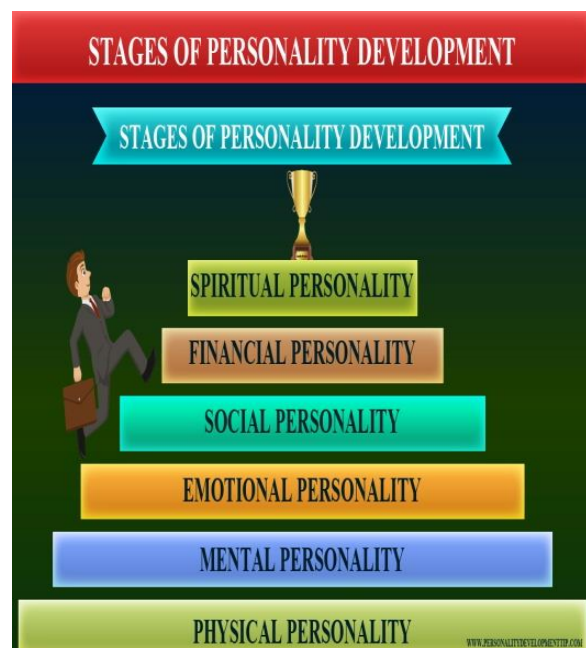 STAGES OF PERSONALITY DEVELOPMENT
STAGES OF PERSONALITY DEVELOPMENT
SPIRITUAL PERSONALITY
FINANCIAL PERSONALITY
SOCIAL PERSONALITY
EMOTIONAL PERSONALITY
MENTAL PERSONALITY
PHYSICAL PERSONALITY
WWW.PERSONALITYDEVELOPMENTTIP.COM